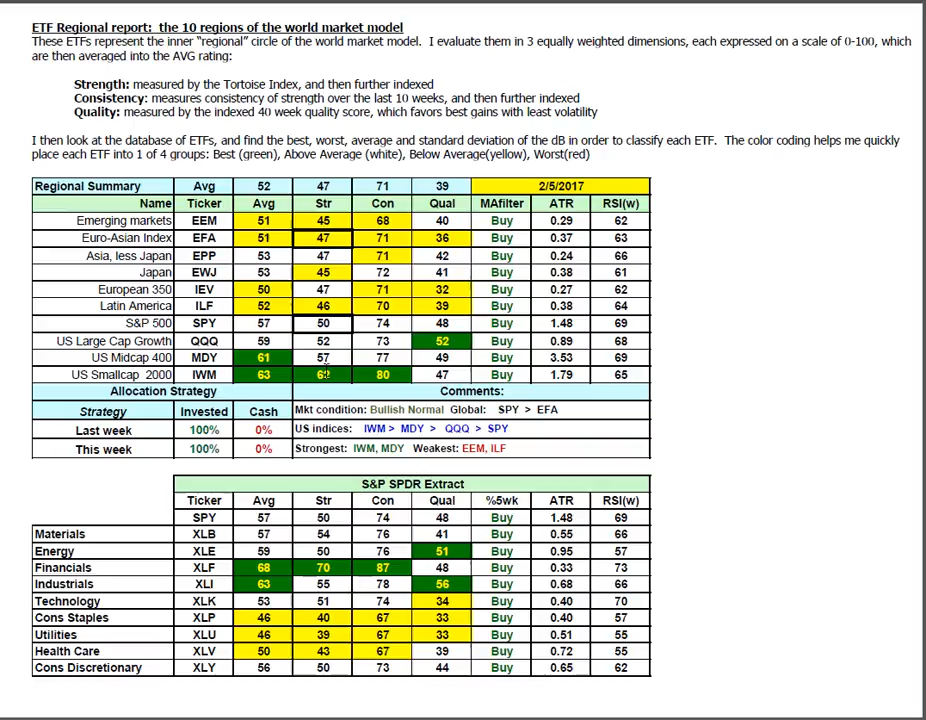 ETF Regional report:  the 10 regions of the world market model
These ETFs represent the inner "regional" circle of the world market model.  I evaluate them in 3 equally weighted dimensions, each expressed on a scale of 0-100, which
are then averaged into the AVG rating:
Strength: measured by the Tortoise Index, and then further indexed
Consistency: measures consistency of strength over the last 10 weeks, and then further indexed
Quality: measured by the indexed 40 week quality score, which favors best gains with least volatility
I then look at the database of ETFs, and find the best, worst, average and standard deviation of the dB in order to classify each ETF.  The color coding helps me quickly
place each ETF into 1 of 4 groups: Best (green), Above Average (white), Below Average(yellow), Worst(red)
Regional Summary Avg 52 47 71 39 2/5/2017
Name Ticker Avg Str Con Qual MAfilter ATR RSI(w)
Emerging markets EEM 51 45 68 40 Buy 0.29 62
Euro-Asian Index EFA 51 47 71 36 Buy 0.37 63
Asia, less Japan EPP 53 47 71 42 Buy 0.24 66
Japan EWJ 53 45 72 41 Buy 0.38 61
European 350 IEV 50 47 71 32 Buy 0.27 62
Latin America ILF 52 46 70 39 Buy 0.38 64
S&P 500 SPY 57 50 74 48 Buy 1.48 69
US Large Cap Growth QQQ 59 52 73 52 Buy 0.89 68
US Midcap 400 MDY 61 57 77 49 Buy 3.53 69
US Smallcap 2000 IWM 63 80 47 Buy 1.79 65
Allocation Strategy Comments:
Strategy Invested Cash Mkt condition: Bullish Normal Global: SPY > EFA
Last week 100% 0% US indices: IWM > MDY > QQQ > SPY
This week 100% 0% Strongest: IWM, MDY Weakest: EEM, ILF
S&P SPDR Extract
Ticker Avg Str Con Qual %5wk ATR RSI(w)
SPY 57 50 74 48 Buy 1.48 69
Materials XLB 57 54 76 41 Buy 0.55 66
Energy XLE 59 50 76 51 Buy 0.95 57
Financials XLF 68 70 87 48 Buy 0.33 73
Industrials XLI 63 55 78 56 Buy 0.68 66
Technology XLK 53 51 74 34 Buy 0.40 70
Cons Staples XLP 46 40 67 33 Buy 0.40 57
Utilities XLU 46 39 67 33 Buy 0.51 55
Health Care XLV 50 43 67 39 Buy 0.72 55
Cons Discretionary XLY 56 50 73 44 Buy 0.65 62